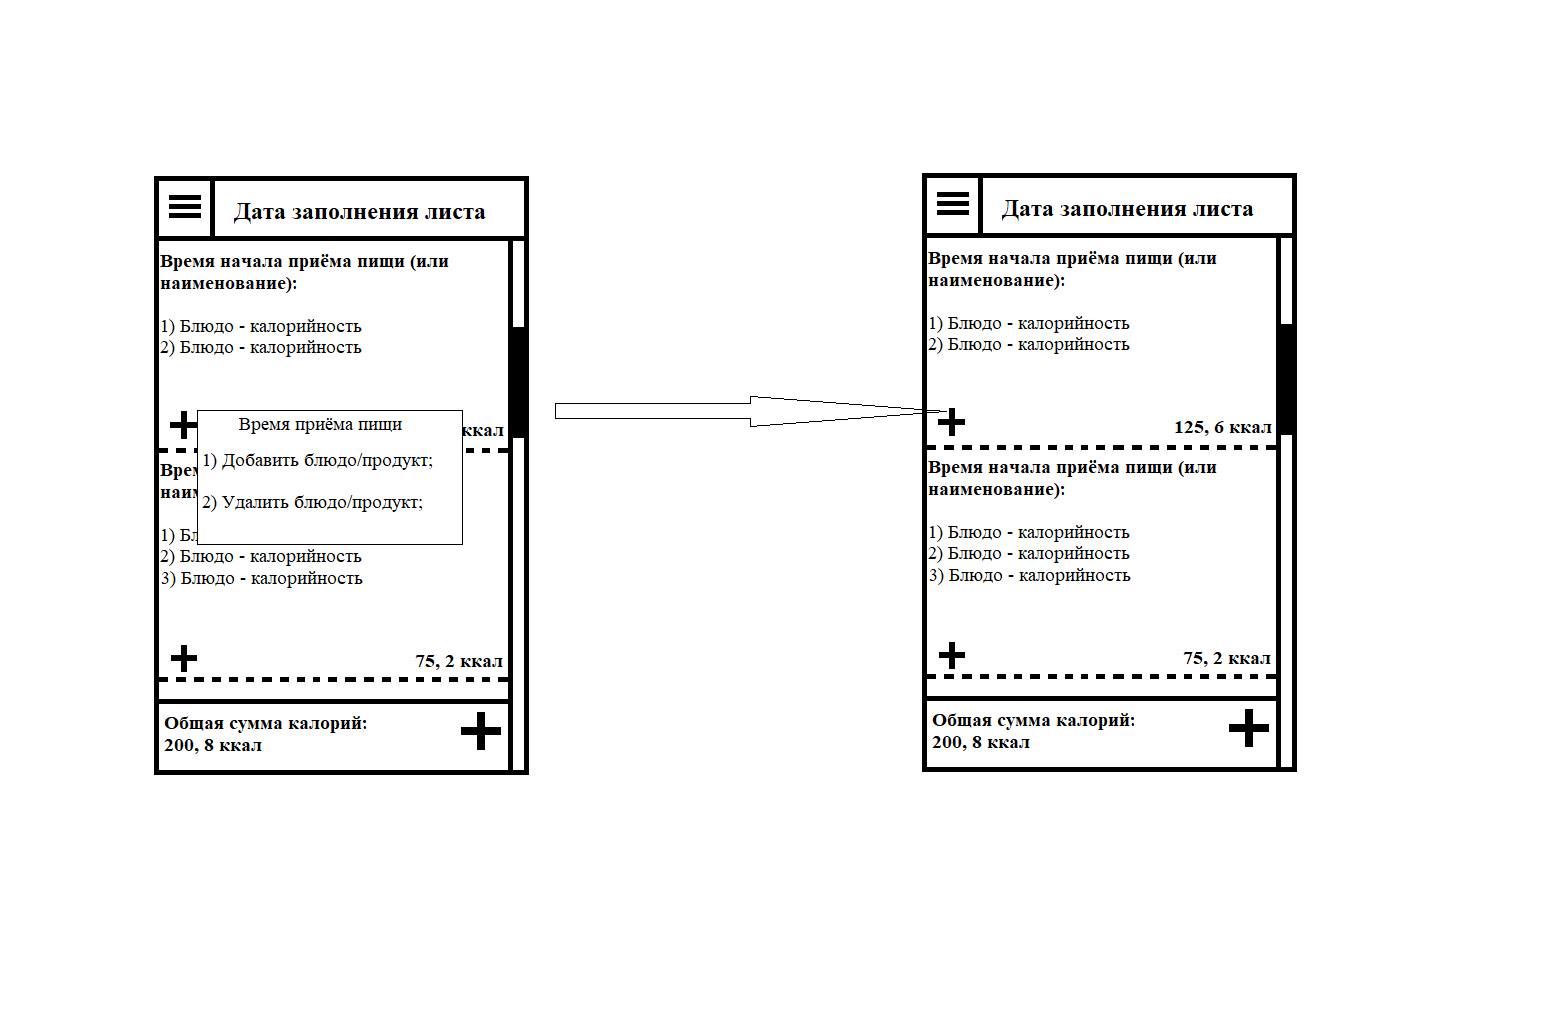 Дата заполнения листа
Время начала приёма пищи (или
наименование):
1) Блюдо - калорийность
2) Блюдо - калорийность
ккал
Время приёма пищи
1) Добавить блюдо/продукт;
2) Удалить блюдо/продукт;
2) Блюдо - калорийность
3) Блюдо - калорийность
75, 2 ккал
Общая сумма калорий:
200, 8 ккал
Дата заполнения листа
Время начала приёма пищи (или
наименование):
1) Блюдо - калорийность
2) Блюдо - калорийность
125, 6 ккал
Время начала приёма пищи (или
наименование):
1) Блюдо - калорийность
2) Блюдо - калорийность
3) Блюдо - калорийность
75, 2 ккал
Общая сумма калорий:
200, 8 ккал